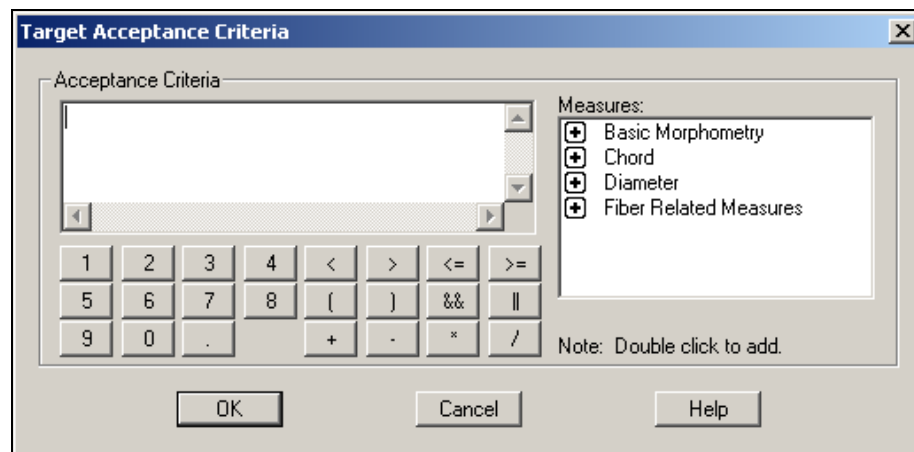 Target Acceptance Criteria
Acceptance Criteria
Measures:
Basic Morphometry
Chord
Diameter
Fiber Related Measures
1 2 3 4 < > <= >=
5 6 7 8 ( ) && ||
9 0 . + - * /
Note: Double click to add.
OK Cancel Help